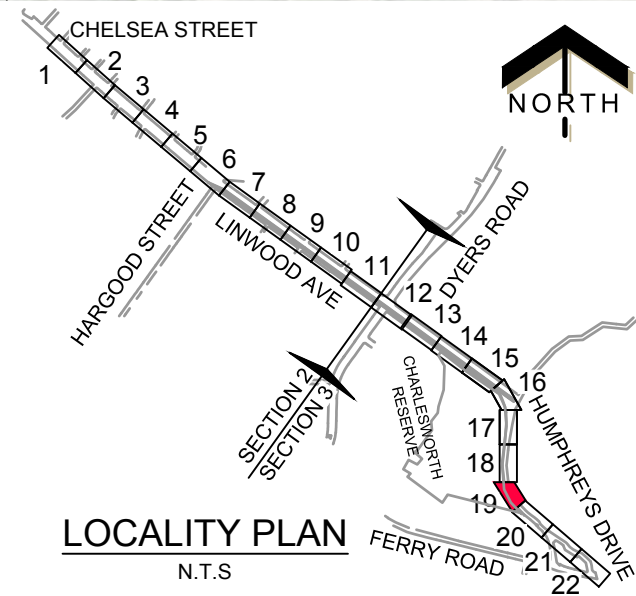 CHELSEA STREET
NORTH
1
2
3
4
5
6
7
8
9
10
11
12
13
14
15
16
17
18
19
20
21
22
HARGOOD STREET
LINWOOD AVE
DYERS ROAD
SECTION 2
SECTION 3
CHARLESWORTH
RESERVE
HUMPHREYS DRIVE
FERRY ROAD
LOCALITY PLAN
N.T.S